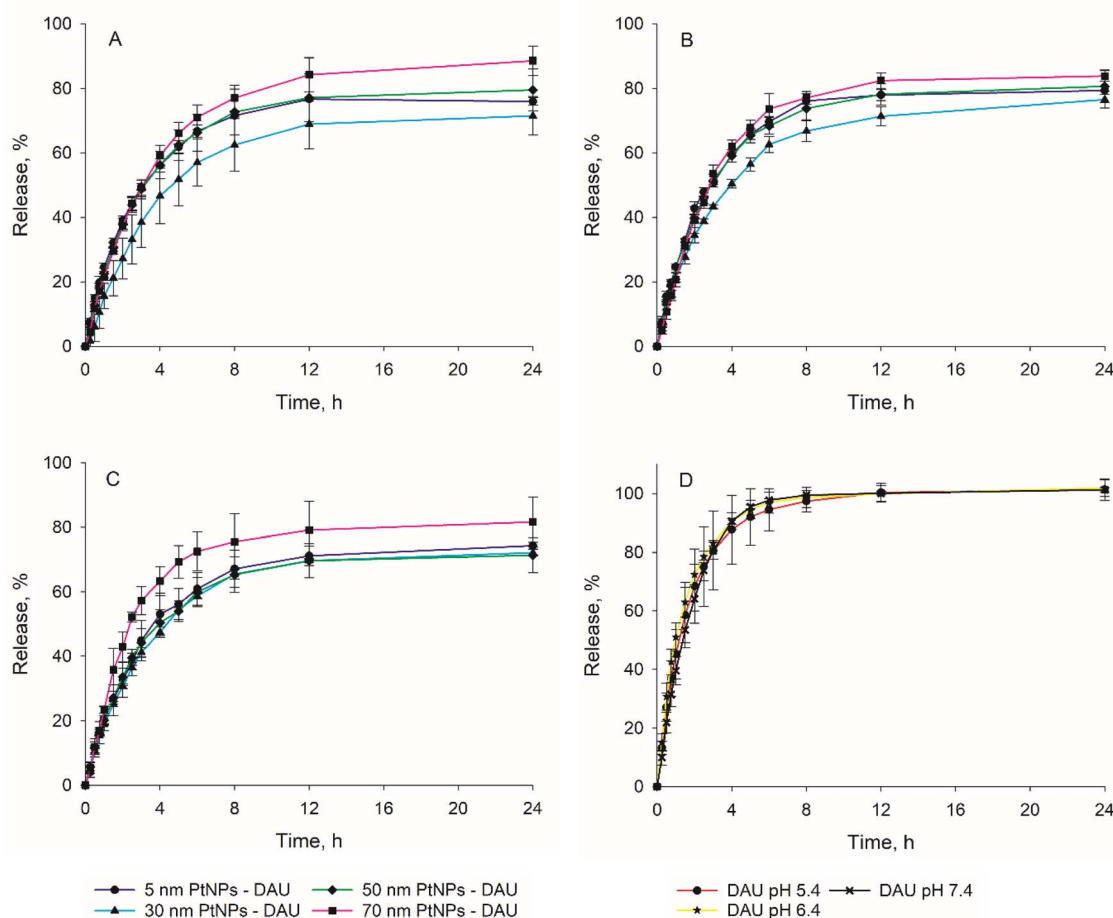 A
100
80
60
40
20
0
Release, %
0 4 8 12 16 20 24
Time, h
B
100
80
60
40
20
0
Release, %
0 4 8 12 16 20 24
Time, h
C
100
80
60
40
20
0
Release, %
0 4 8 12 16 20 24
Time, h
D
100
80
60
40
20
0
Release, %
0 4 8 12 16 20 24
Time, h
5 nm PtNPs - DAU
50 nm PtNPs - DAU
30 nm PtNPs - DAU
70 nm PtNPs - DAU
DAU pH 5.4
DAU pH 7.4
DAU pH 6.4